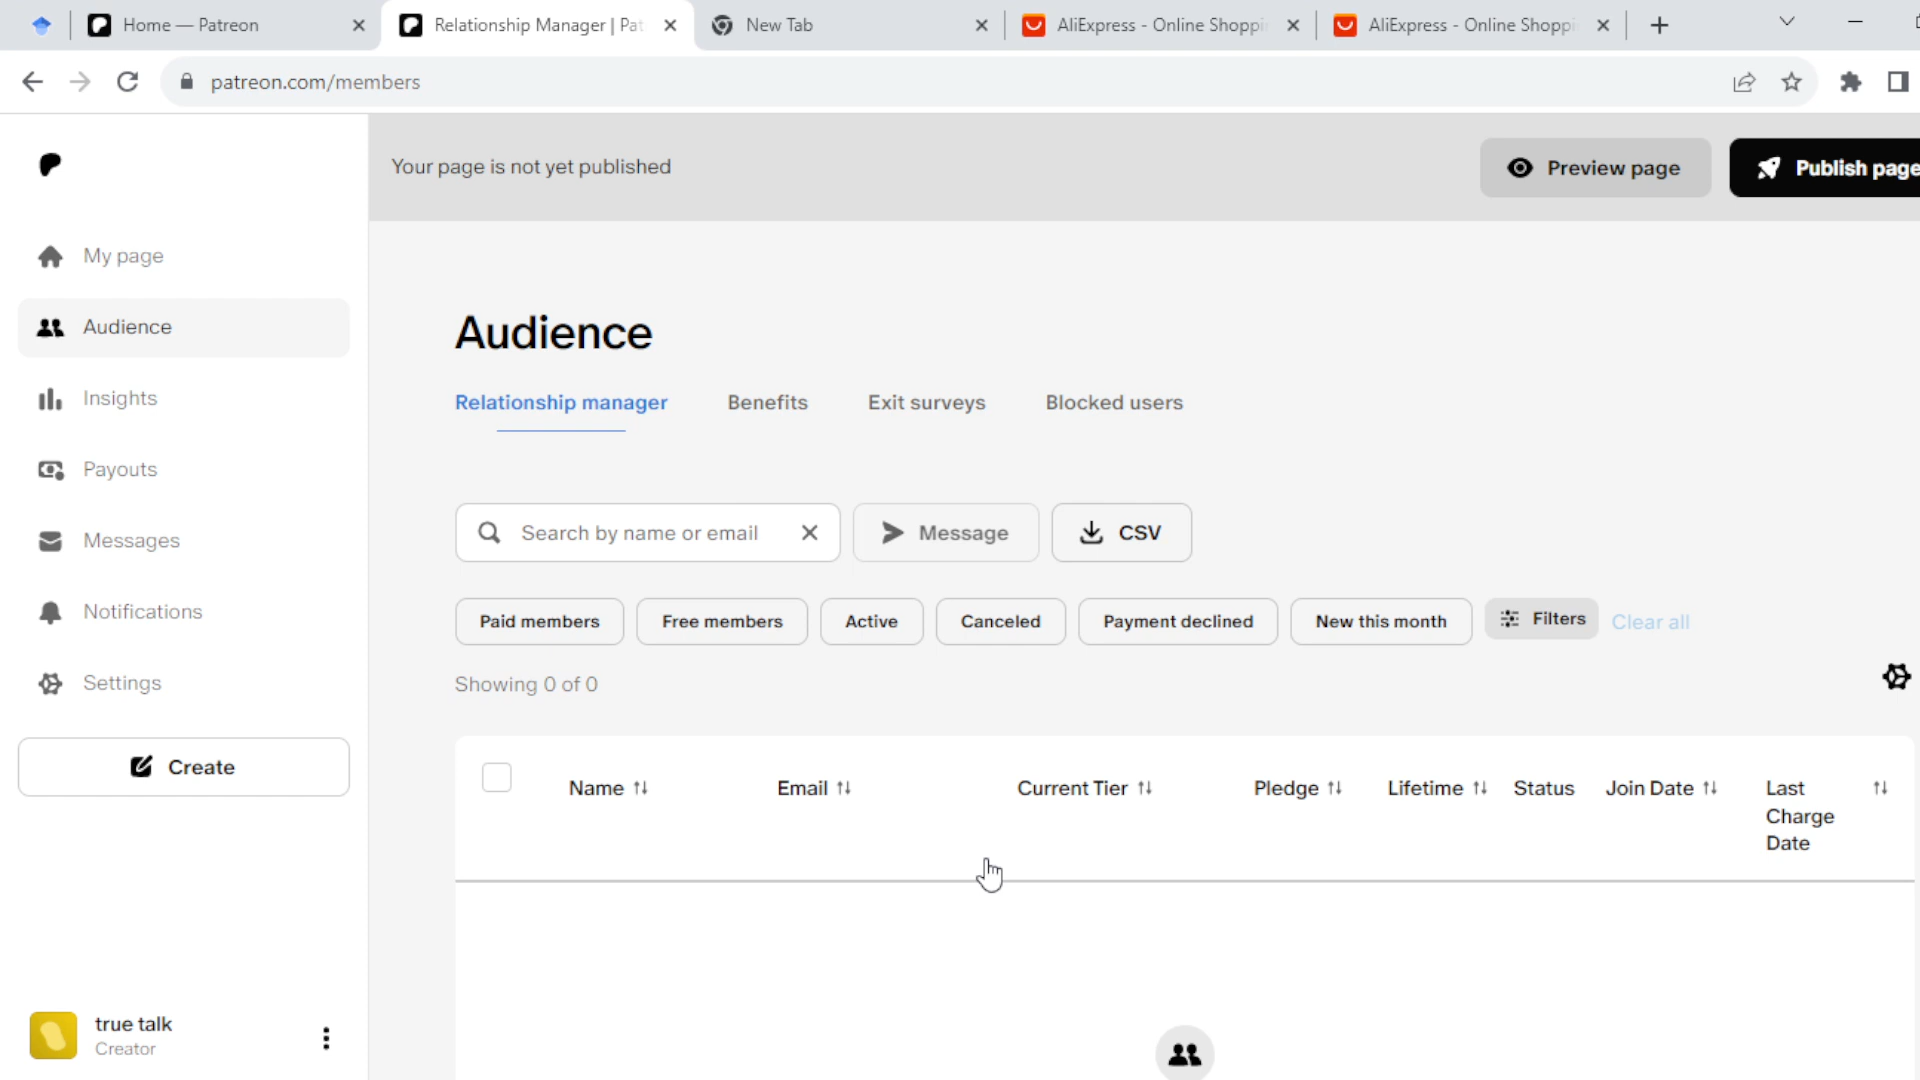 Home — Patreon
Relationship Manager | Pat
New Tab
AliExpress - Online Shoppi
AliExpress - Online Shoppi
patreon.com/members
Your page is not yet published
Preview page
Publish page
My page
Audience
Insights
Payouts
Messages
Notifications
Settings
Create
true talk
Creator
Audience
Relationship manager
Benefits
Exit surveys
Blocked users
Search by name or email
Message
CSV
Paid members
Free members
Active
Canceled
Payment declined
New this month
Filters
Clear all
Showing 0 of 0
Name
Email
Current Tier
Pledge
Lifetime
Status
Join Date
Last
Charge
Date